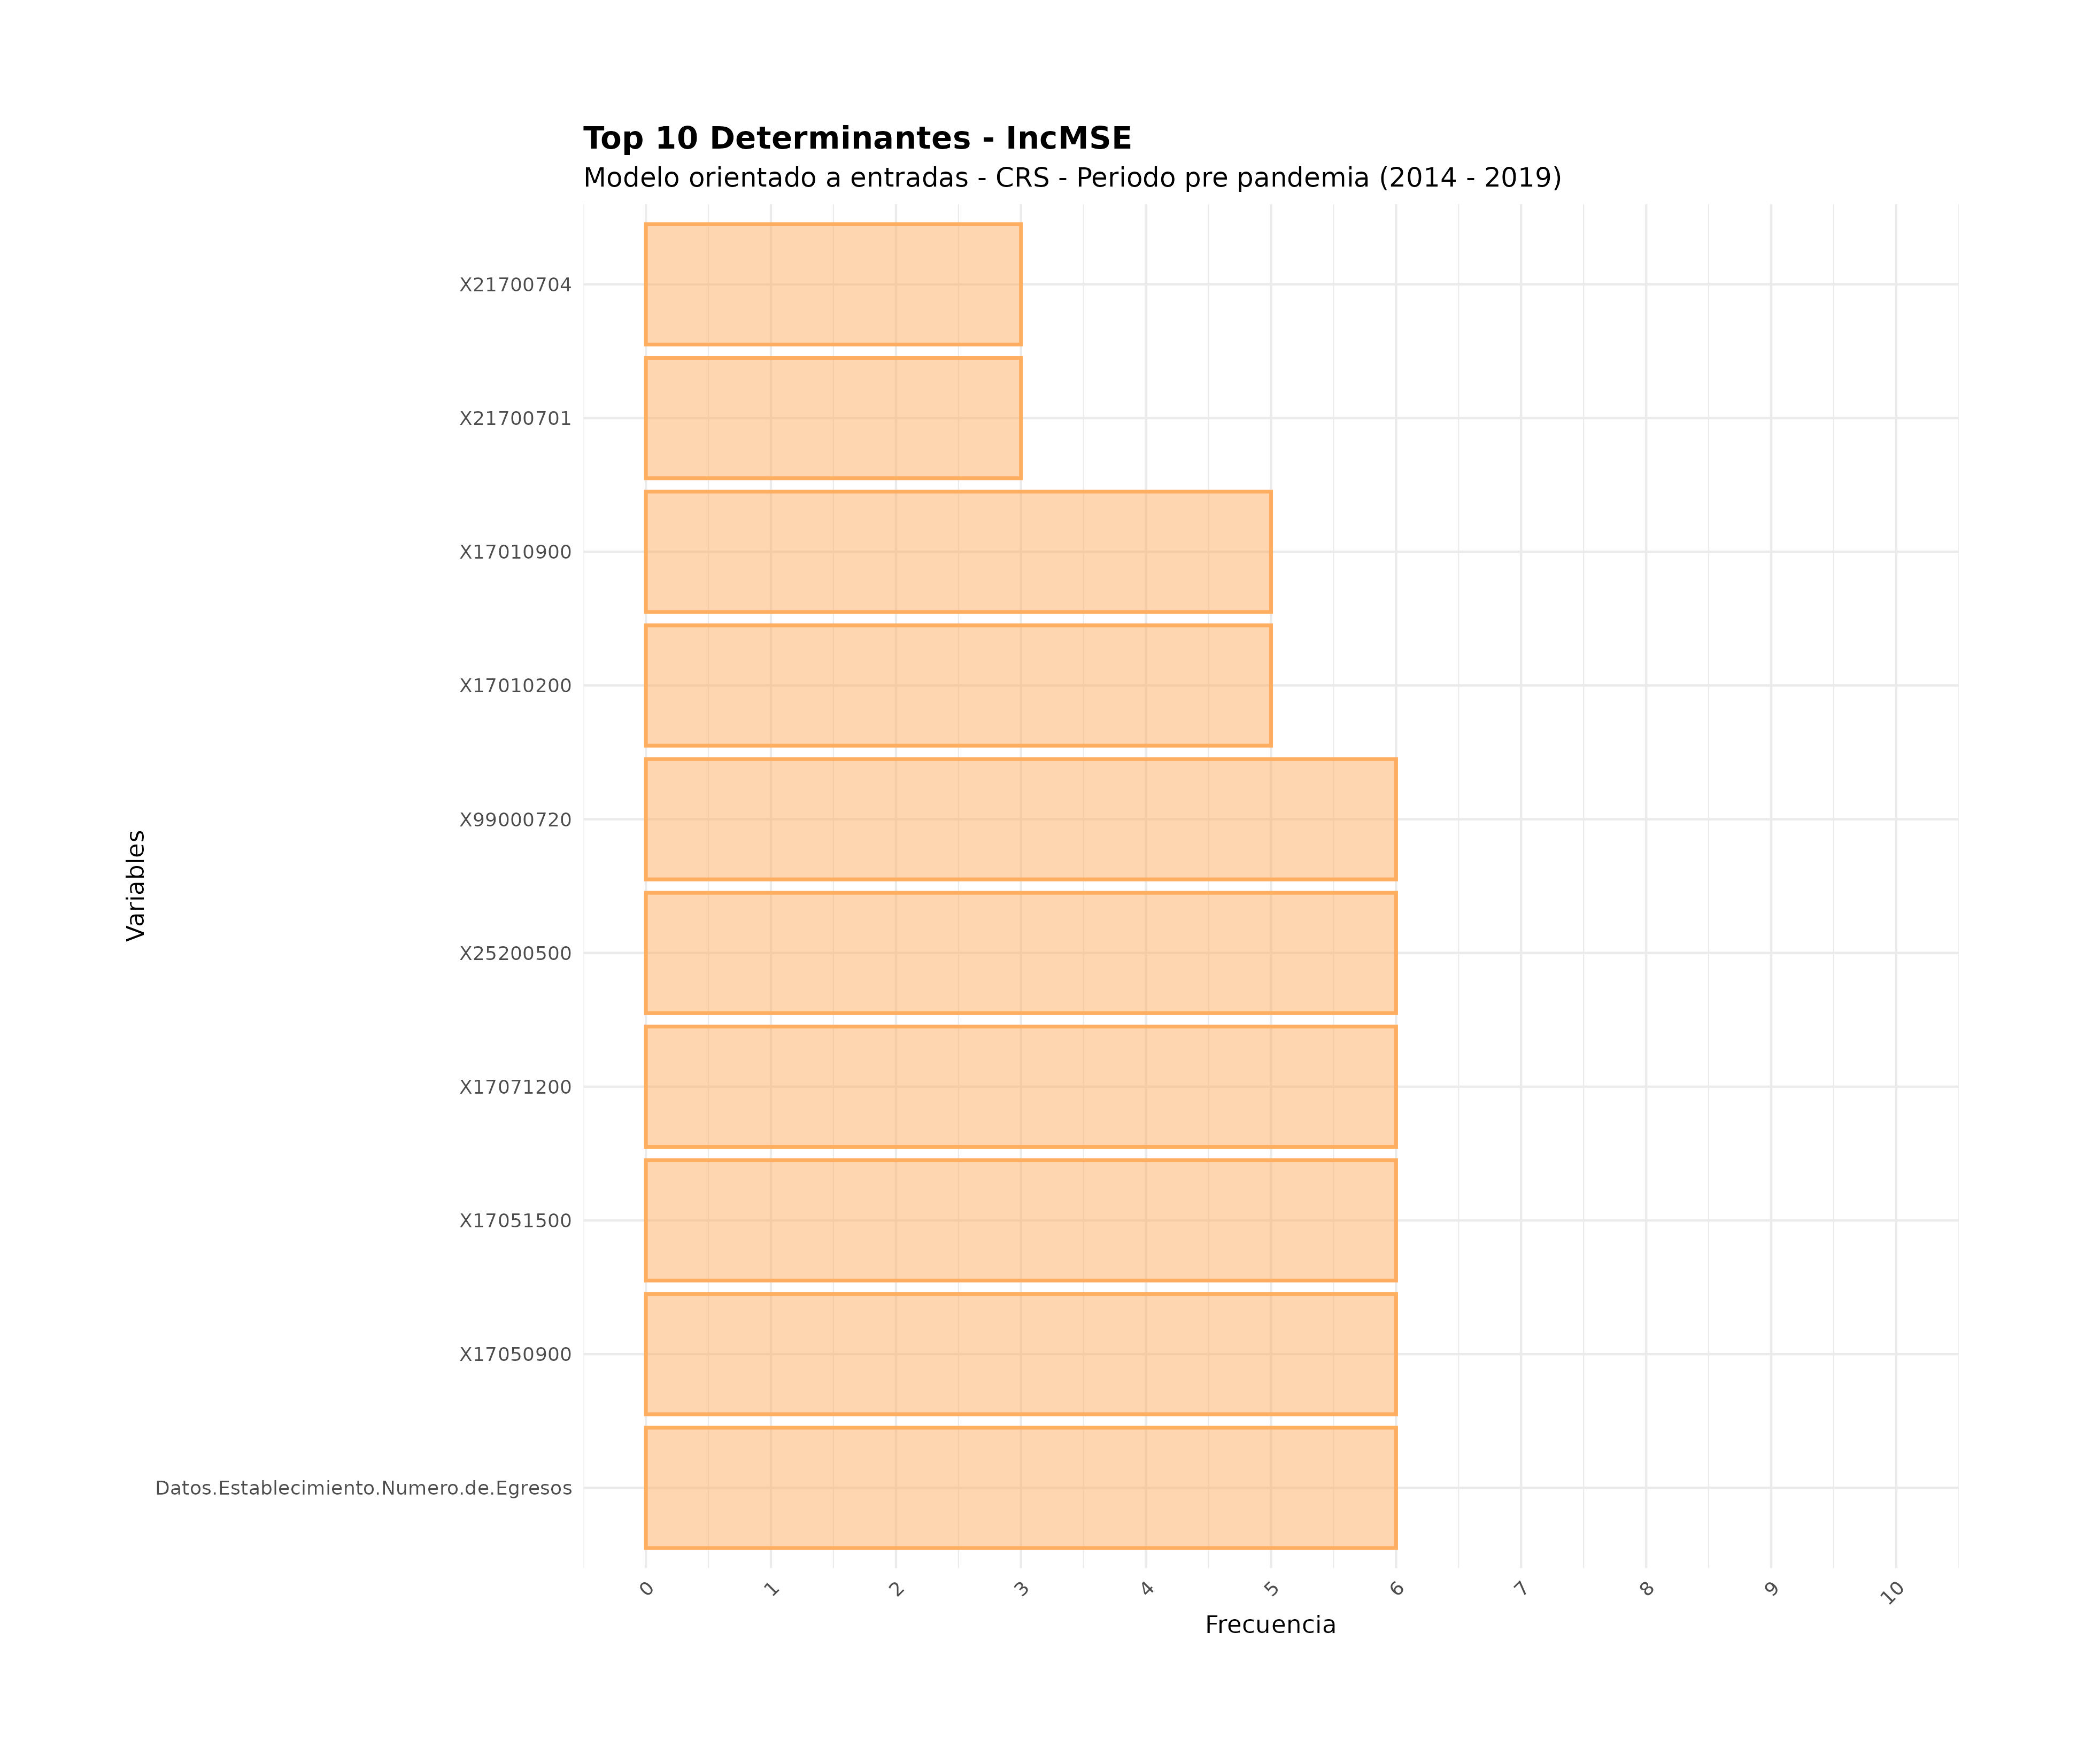 Top 10 Determinantes - IncMSE
Modelo orientado a entradas - CRS - Periodo pre pandemia (2014 - 2019)
Variables
X21700704
X21700701
X17010900
X17010200
X99000720
X25200500
X17071200
X17051500
X17050900
Datos.Establecimiento.Numero.de.Egresos
0 1 2 3 4 5 6 7 8 9 10
Frecuencia